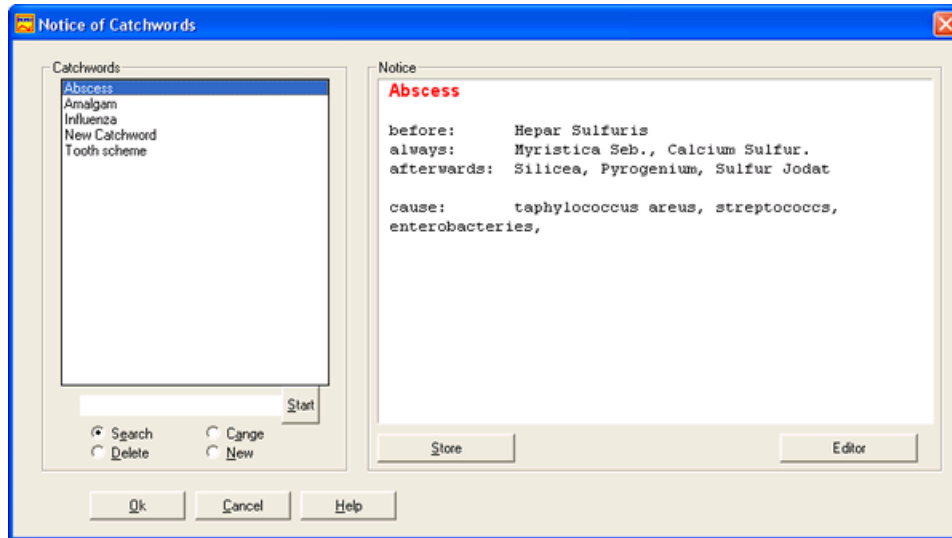 Notice of Catchwords
Catchwords
Abscess
Amalgam
Influenza
New Catchword
Tooth scheme
Start
Search
Cange
Delete
New
Notice
Abscess
before: Hepar Sulfuris
always: Myristica Seb., Calcium Sulfur.
afterwards: Silicea, Pyrogenium, Sulfur Jodat
cause: taphylococcus areus, streptococcs,
enterobacteries,
Store
Editor
Ok
Cancel
Help